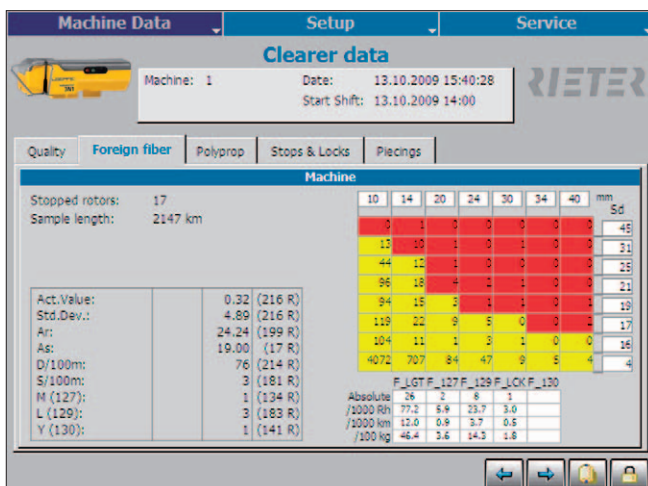 Machine Data Setup Service
Clearer data
Machine: 1 Date: 13.10.2009 15:40:28
Start Shift: 13.10.2009 14:00
RIETER
Quality Foreign fiber Polyprop Stops & Locks Piecings
Machine
Stopped rotors: 17
Sample length: 2147 km
10 14 20 24 30 34 40 mm
Sd
0 1 0 0 0 0 0 45
13 10 1 0 1 0 0 31
44 12 1 0 0 0 0 25
96 18 4 2 1 0 0 21
94 15 3 1 1 0 1 19
119 22 9 5 0 0 2 17
104 11 1 3 1 0 0 16
4072 707 84 47 9 5 4 4
Act.Value: 0.32 (216 R)
Std.Dev.: 4.89 (216 R)
Ar: 24.24 (199 R)
As: 19.00 (17 R)
D/100m: 76 (214 R)
S/100m: 3 (181 R)
M (127): 1 (134 R)
L (129): 3 (183 R)
Y (130): 1 (141 R)
F_LGT F_127 F_129 F_LCK F_130
Absolute 26 2 8 1
/1000 Rh 77.2 5.9 23.7 3.0
/1000 km 12.0 0.9 3.7 0.5
/100 kg 46.4 3.6 14.3 1.8